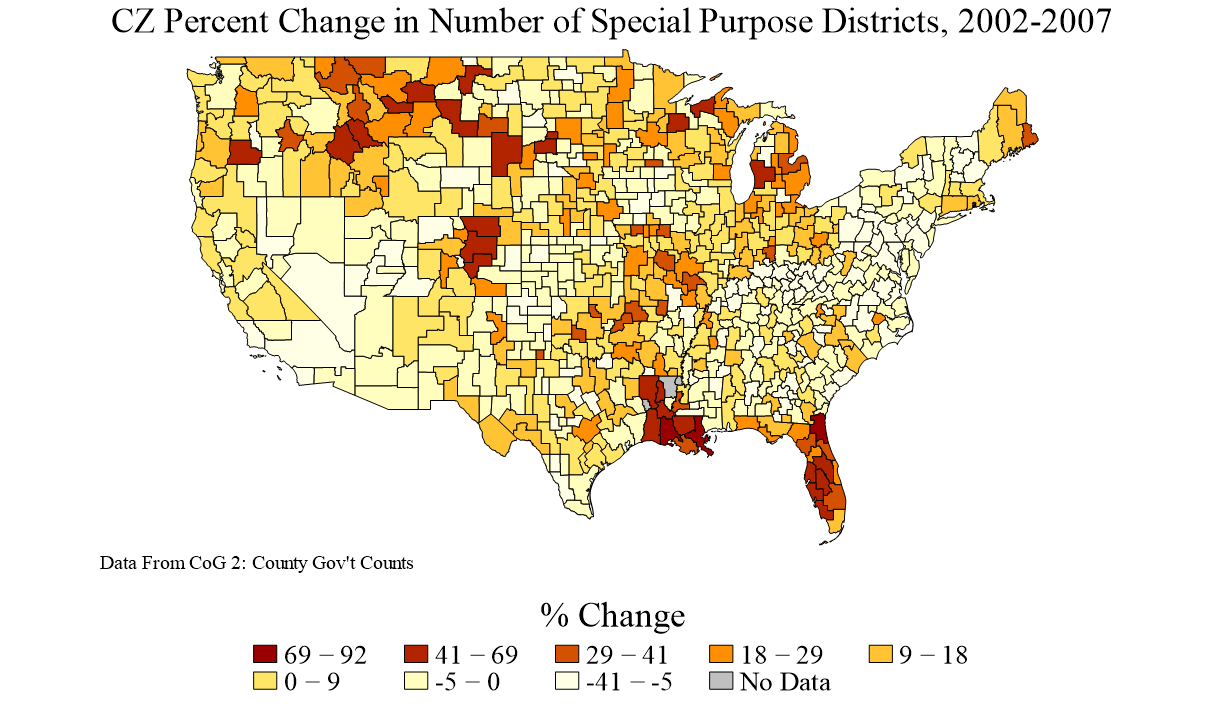 CZ Percent Change in Number of Special Purpose Districts, 2002-2007
Data From CoG 2: County Gov't Counts
% Change
69 − 92 41 − 69 29 − 41 18 − 29 9 − 18
0 − 9 -5 − 0 -41 − -5 No Data